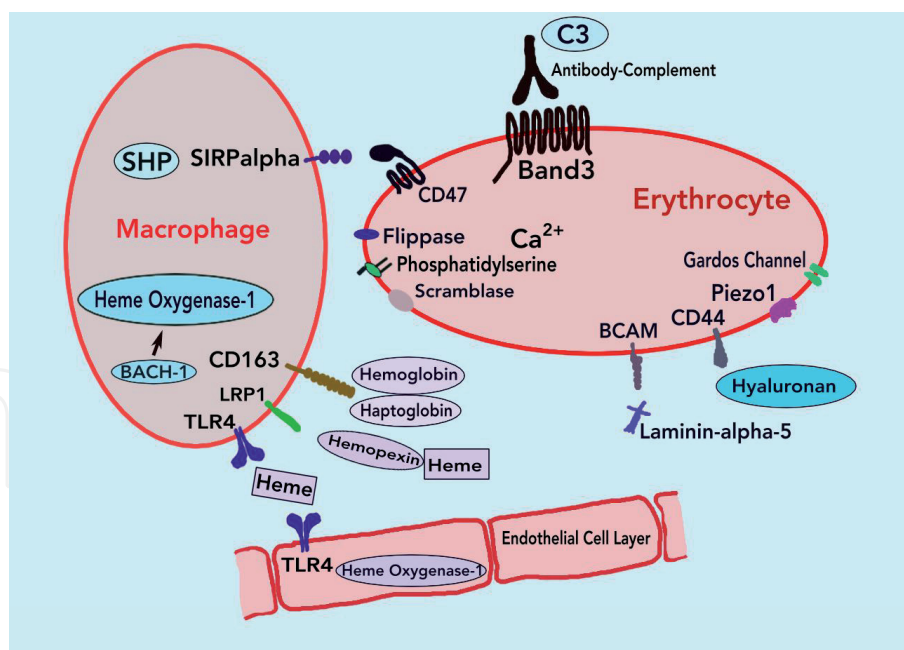 C3
Antibody-Complement
Band3
SHP
SIRPalpha
CD47
Erythrocyte
Macrophage
Flippase
Ca²⁺
Phosphatidylserine
Scramblase
Gardos Channel
Piezo1
CD44
BCAM
Hyaluronan
Laminin-alpha-5
Heme Oxygenase-1
BACH-1
CD163
LRP1
TLR4
Hemoglobin
Haptoglobin
Hemopexin
Heme
Heme
TLR4
Heme Oxygenase-1
Endothelial Cell Layer